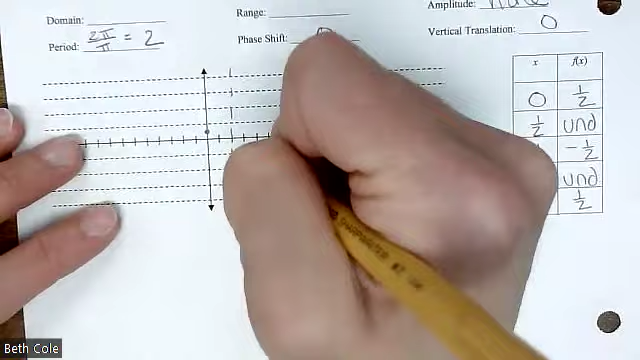 Domain:
Range:
Amplitude:
Period: 2π/π = 2
Phase Shift:
Vertical Translation: 0
x f(x)
0 1/2
1/2 und
-1/2
und
1/2
Beth Cole